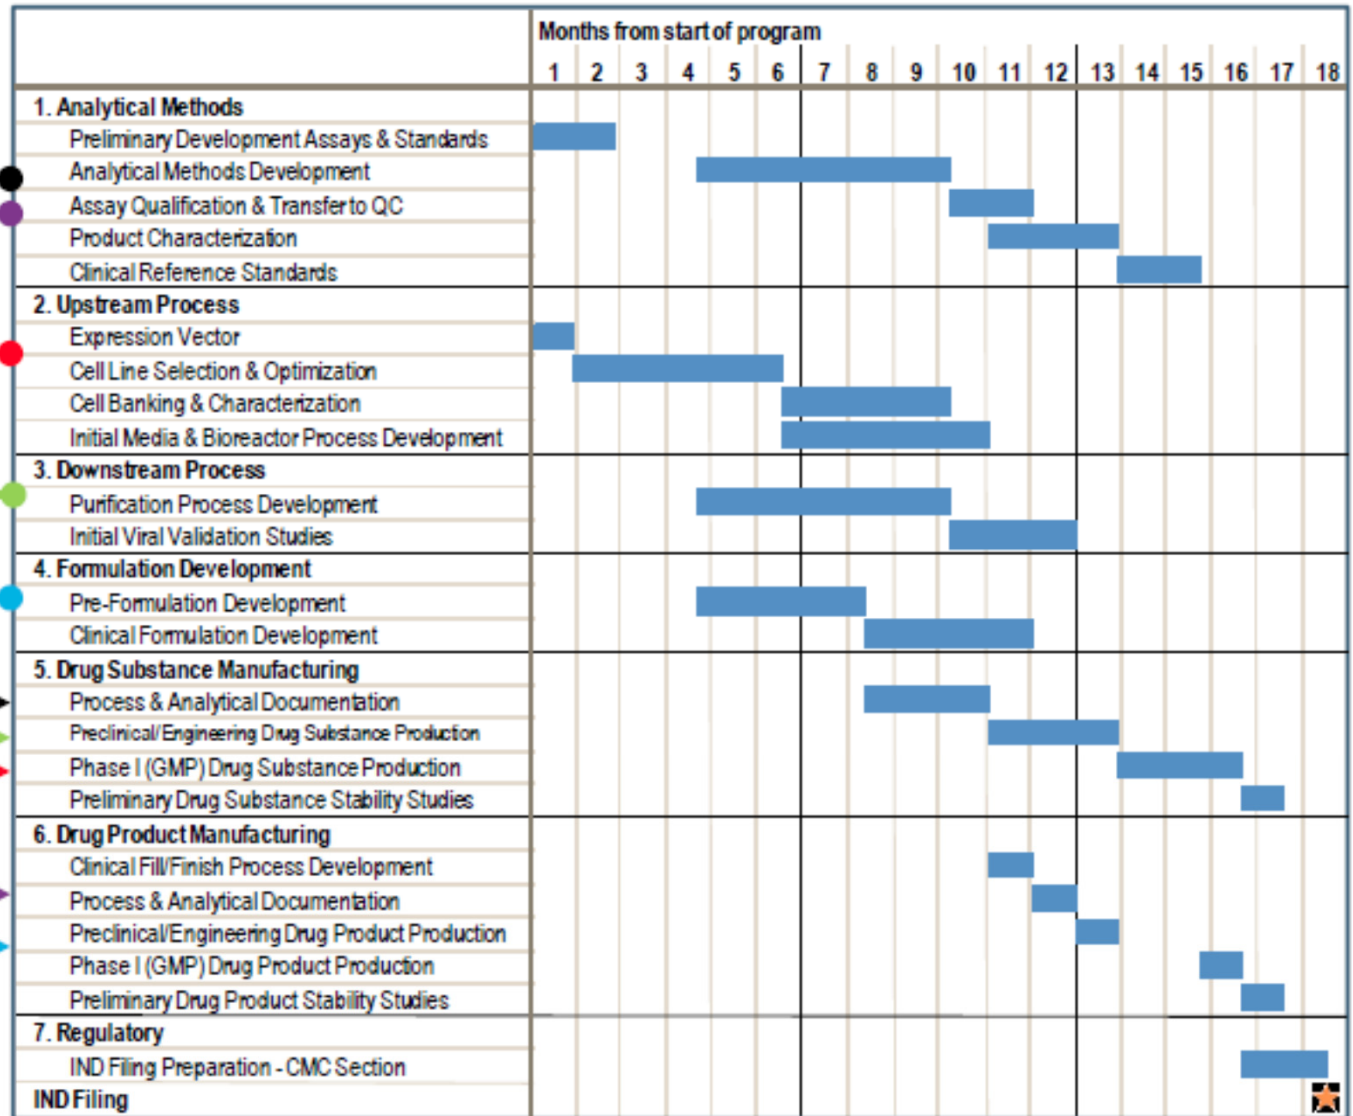 Months from start of program
1 2 3 4 5 6 7 8 9 10 11 12 13 14 15 16 17 18
1. Analytical Methods
Preliminary Development Assays & Standards
Analytical Methods Development
Assay Qualification & Transfer to QC
Product Characterization
Clinical Reference Standards
2. Upstream Process
Expression Vector
Cell Line Selection & Optimization
Cell Banking & Characterization
Initial Media & Bioreactor Process Development
3. Downstream Process
Purification Process Development
Initial Viral Validation Studies
4. Formulation Development
Pre-Formulation Development
Clinical Formulation Development
5. Drug Substance Manufacturing
Process & Analytical Documentation
Preclinical/Engineering Drug Substance Production
Phase I (GMP) Drug Substance Production
Preliminary Drug Substance Stability Studies
6. Drug Product Manufacturing
Clinical Fill/Finish Process Development
Process & Analytical Documentation
Preclinical/Engineering Drug Product Production
Phase I (GMP) Drug Product Production
Preliminary Drug Product Stability Studies
7. Regulatory
IND Filing Preparation - CMC Section
IND Filing